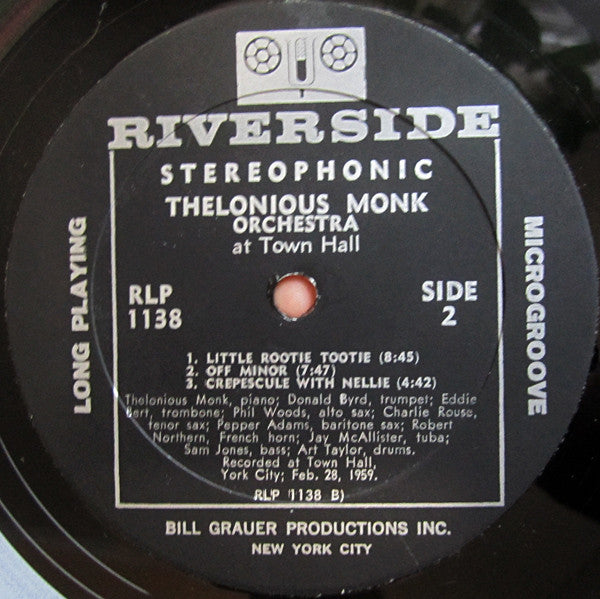 RIVERSIDE
STEREOPHONIC
THELONIOUS MONK
ORCHESTRA
at Town Hall
LONG PLAYING
MICROGROOVE
RLP
1138
SIDE
2
1. LITTLE ROOTIE TOOTIE (8:45)
2. OFF MINOR (7:47)
3. CREPESCULE WITH NELLIE (4:42)
Thelonious Monk, piano; Donald Byrd, trumpet; Eddie
Bert, trombone; Phil Woods, alto sax; Charlie Rouse,
tenor sax; Pepper Adams, baritone sax; Robert
Northern, French horn; Jay McAllister, tuba;
Sam Jones, bass; Art Taylor, drums.
Recorded at Town Hall,
York City; Feb. 28, 1959.
RLP 1138 B)
BILL GRAUER PRODUCTIONS INC.
NEW YORK CITY